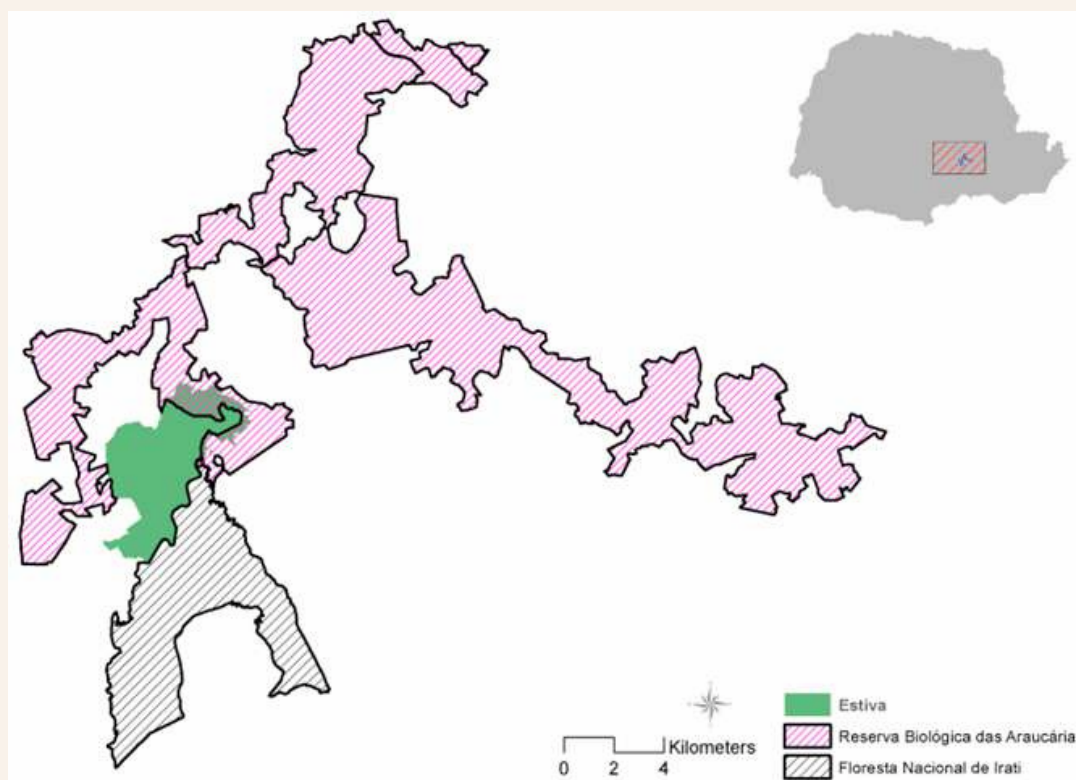 Estiva
Reserva Biológica das Araucária
Floresta Nacional de Irati
Kilometers
0 2 4